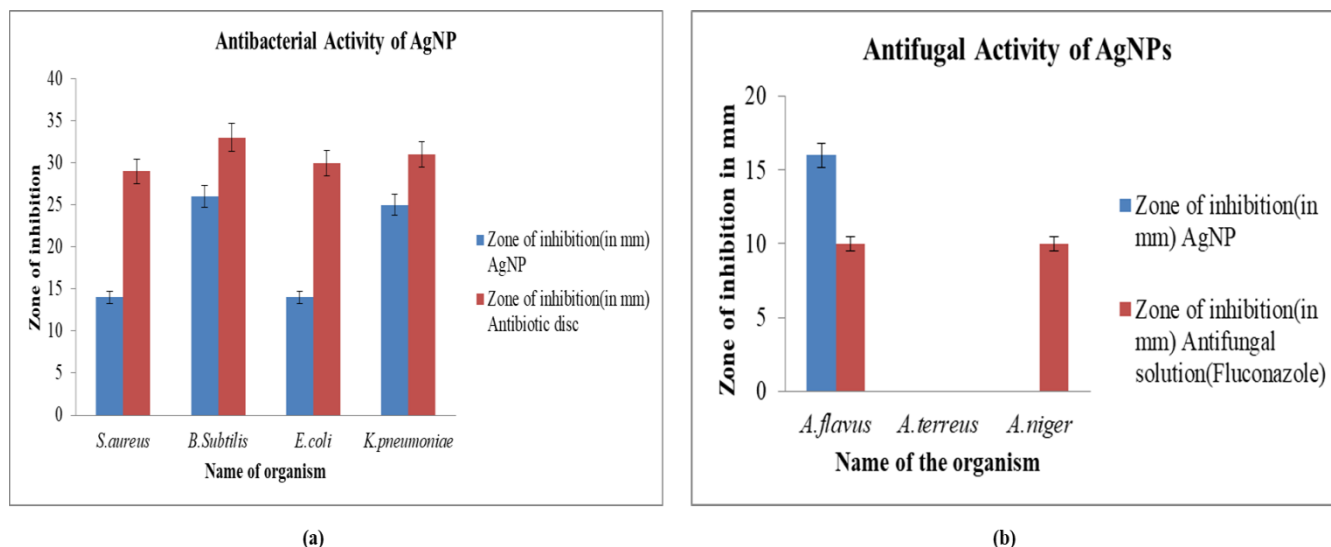 Antibacterial Activity of AgNP
Zone of inhibition
40
35
30
25
20
15
10
5
0
S.aureus B.Subtilis E.coli K.pneumoniae
Name of organism
Zone of inhibition(in mm)
AgNP
Zone of inhibition(in mm)
Antibiotic disc
(a)
Antifugal Activity of AgNPs
Zone of inhibition in mm
20
15
10
5
0
A.flavus A.terreus A.niger
Name of the organism
Zone of inhibition(in
mm) AgNP
Zone of inhibition(in
mm) Antifungal
solution(Fluconazole)
(b)